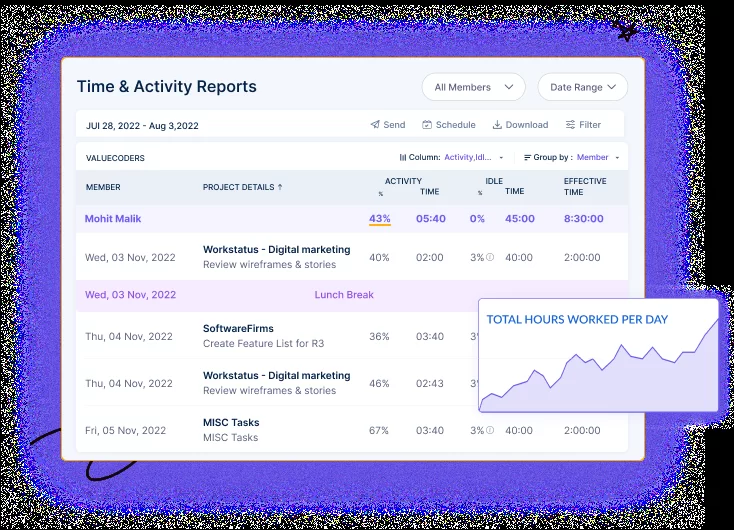 Time & Activity Reports
All Members
Date Range
JUl 28, 2022 - Aug 3,2022
Send
Schedule
Download
Filter
VALUECODERS
Column: Activity,Idl...
Group by : Member
MEMBER
PROJECT DETAILS ↑
ACTIVITY
%
TIME
IDLE
%
TIME
EFFECTIVE
TIME
Mohit Malik
43%
05:40
0%
45:00
8:30:00
Wed, 03 Nov, 2022
Workstatus - Digital marketing
Review wireframes & stories
40%
02:00
3%
40:00
2:00:00
Wed, 03 Nov, 2022
Lunch Break
Thu, 04 Nov, 2022
SoftwareFirms
Create Feature List for R3
36%
03:40
TOTAL HOURS WORKED PER DAY
Thu, 04 Nov, 2022
Workstatus - Digital marketing
Review wireframes & stories
46%
02:43
Fri, 05 Nov, 2022
MISC Tasks
MISC Tasks
67%
03:40
3%
40:00
2:00:00